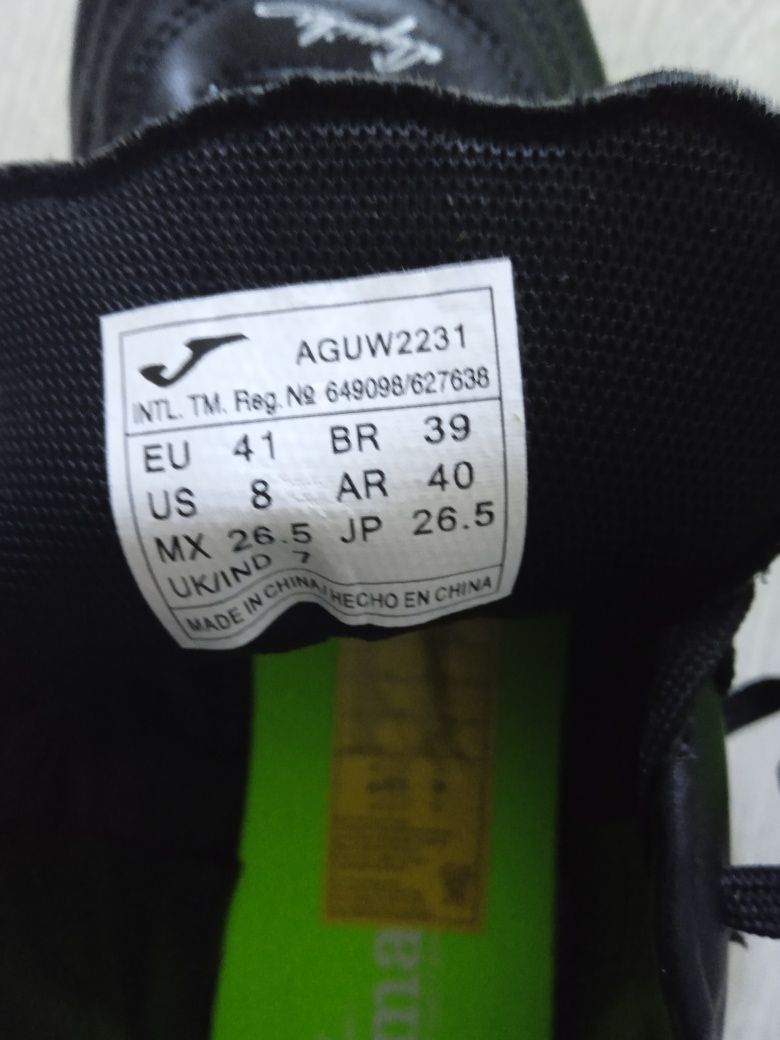 AGUW2231
INTL. TM. Reg. № 649098/627638
EU 41 BR 39
US 8 AR 40
MX 26.5 JP 26.5
UK/IND 7
MADE IN CHINA/HECHO EN CHINA
ma